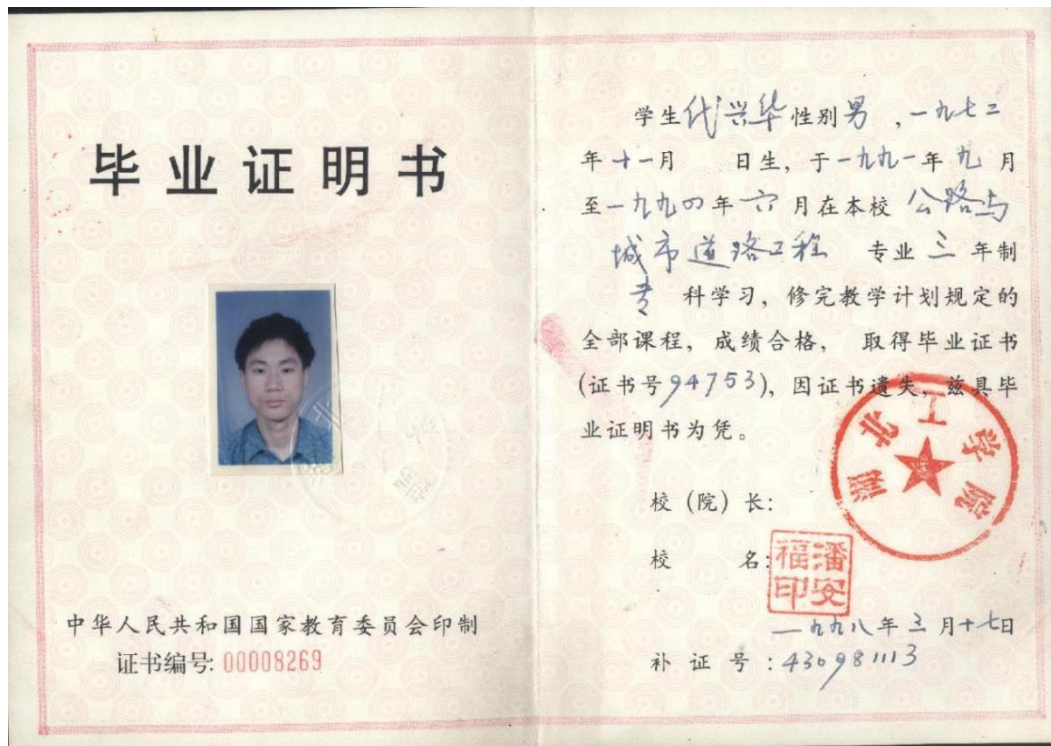 毕业证明书
中华人民共和国国家教育委员会印制
证书编号: 00008269
学生代兴华性别男,一九七二
年十一月 日生,于一九九一年九月
至一九九四年六月在本校公路与
城市道路工程 专业三年制
专科学习,修完教学计划规定的
全部课程,成绩合格, 取得毕业证书
(证书号94753),因证书遗失,兹具毕
业证明书为凭。
湖北工学院
校(院)长:
校 名:
潘安福印
一九九八年三月十七日
补证号:430981113